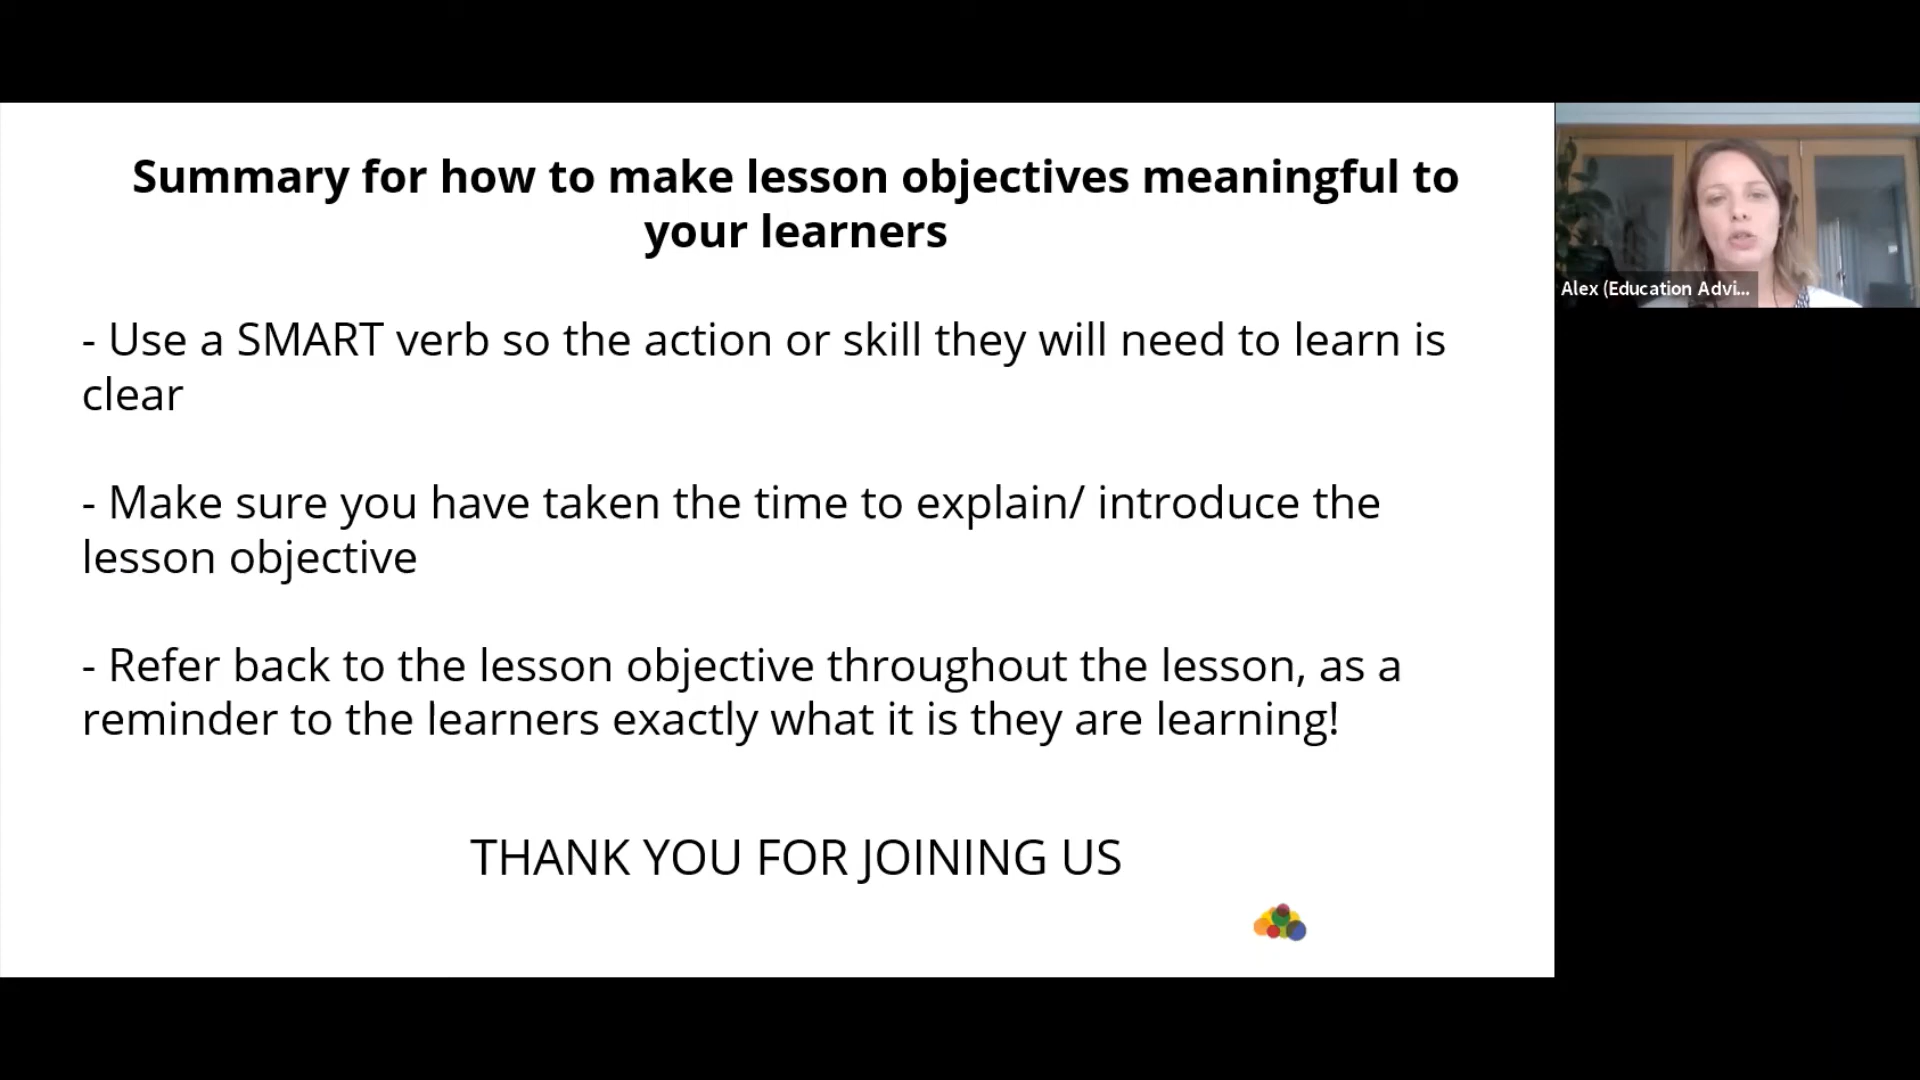 Summary for how to make lesson objectives meaningful to
your learners
- Use a SMART verb so the action or skill they will need to learn is
clear
- Make sure you have taken the time to explain/ introduce the
lesson objective
- Refer back to the lesson objective throughout the lesson, as a
reminder to the learners exactly what it is they are learning!
THANK YOU FOR JOINING US
Alex (Education Advi...